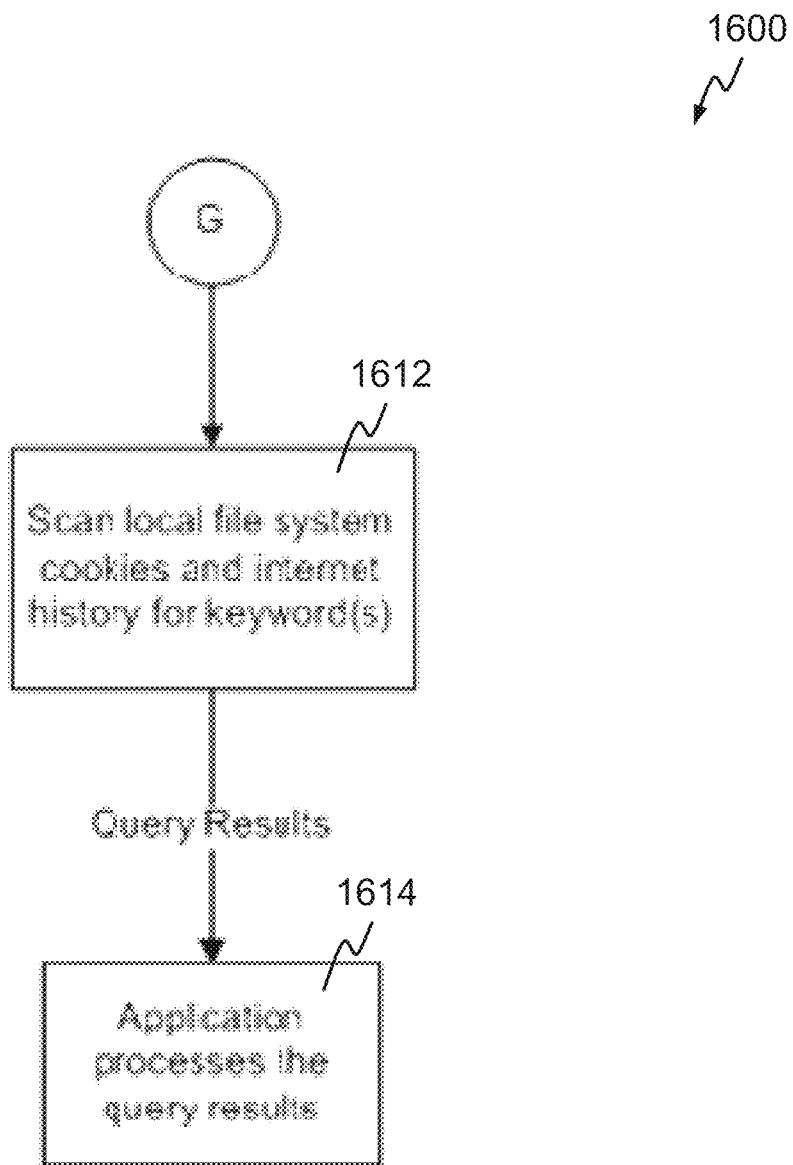 1600
G
1612
Scan local file system
cookies and internet
history for keyword(s)
Query Results
1614
Application
processes the
query results